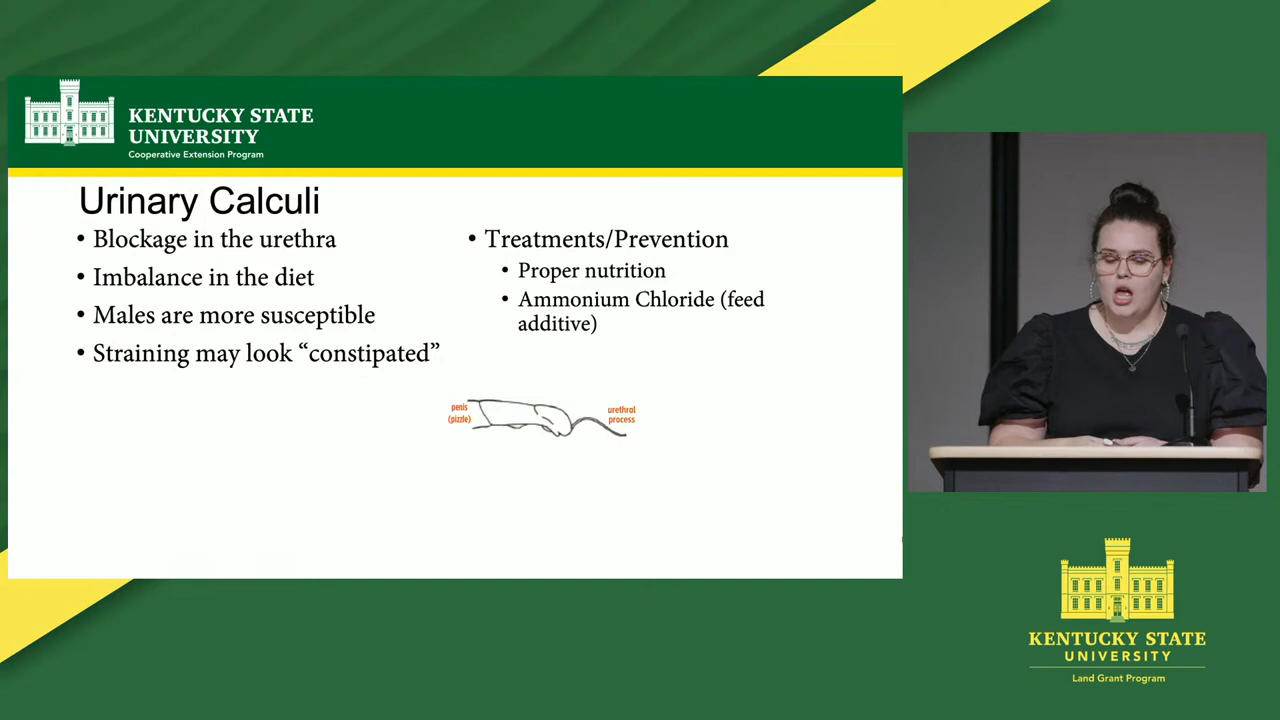 KENTUCKY STATE
UNIVERSITY
Cooperative Extension Program
Urinary Calculi
• Blockage in the urethra
• Imbalance in the diet
• Males are more susceptible
• Straining may look “constipated”
• Treatments/Prevention
• Proper nutrition
• Ammonium Chloride (feed
additive)
penis
(pizzle)
urethral
process
KENTUCKY STATE
UNIVERSITY
Land Grant Program